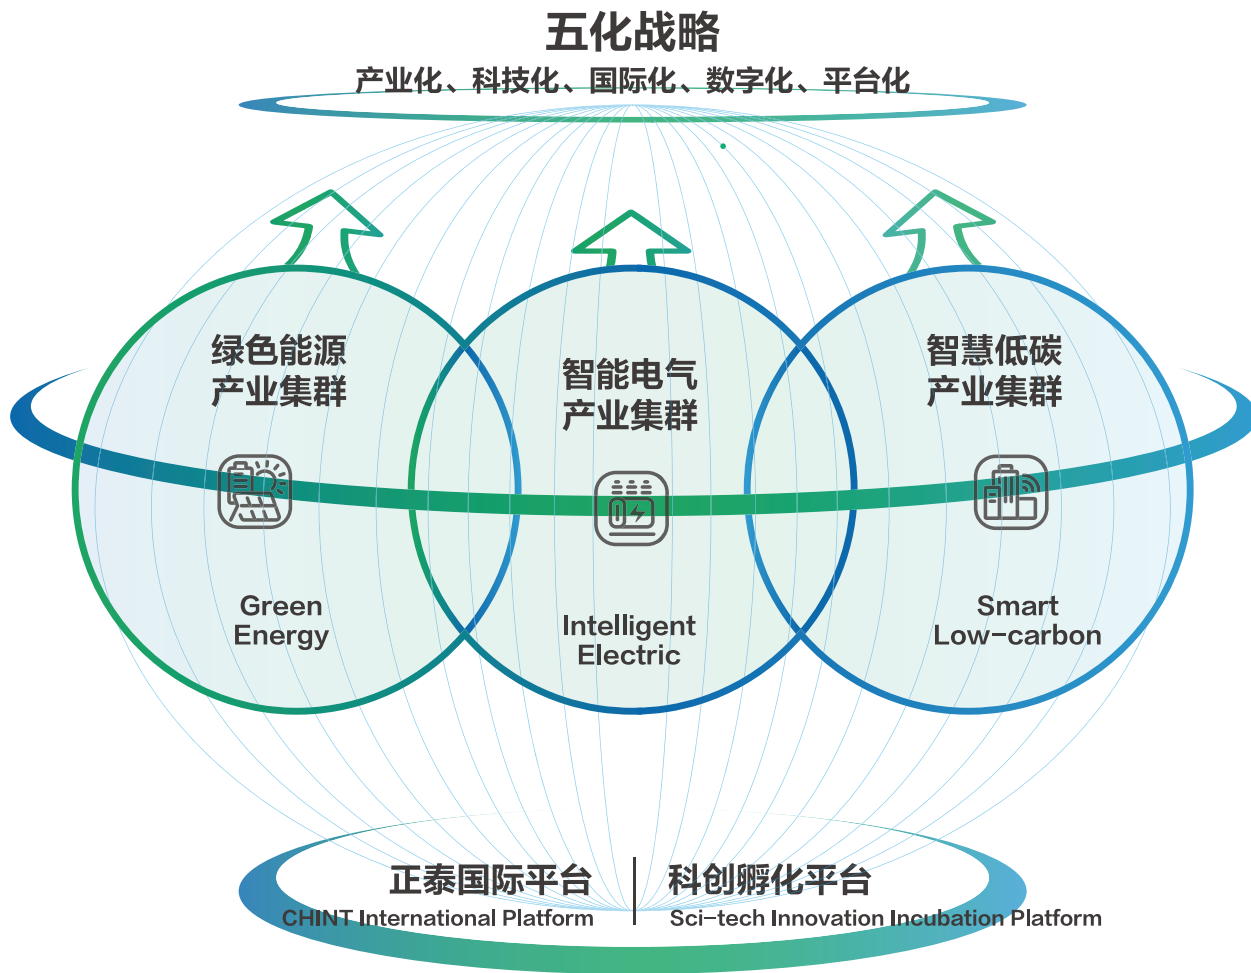 五化战略
产业化、科技化、国际化、数字化、平台化
绿色能源
产业集群
Green
Energy
智能电气
产业集群
Intelligent
Electric
智慧低碳
产业集群
Smart
Low-carbon
正泰国际平台
CHINT International Platform
科创孵化平台
Sci-tech Innovation Incubation Platform